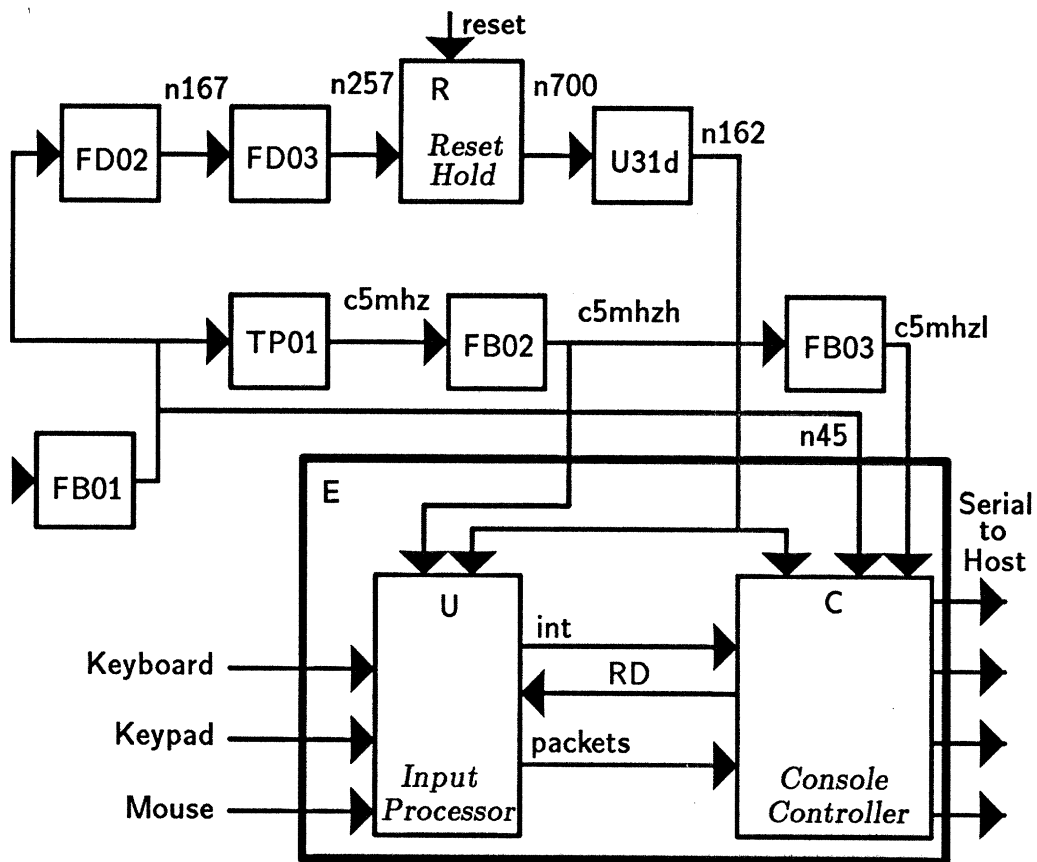 reset
n167
n257
R
n700
n162
FD02
FD03
Reset
Hold
U31d
c5mhz
c5mhzh
c5mhzl
TP01
FB02
FB03
n45
FB01
E
Serial
to
Host
U
C
int
RD
packets
Keyboard
Keypad
Mouse
Input
Processor
Console
Controller